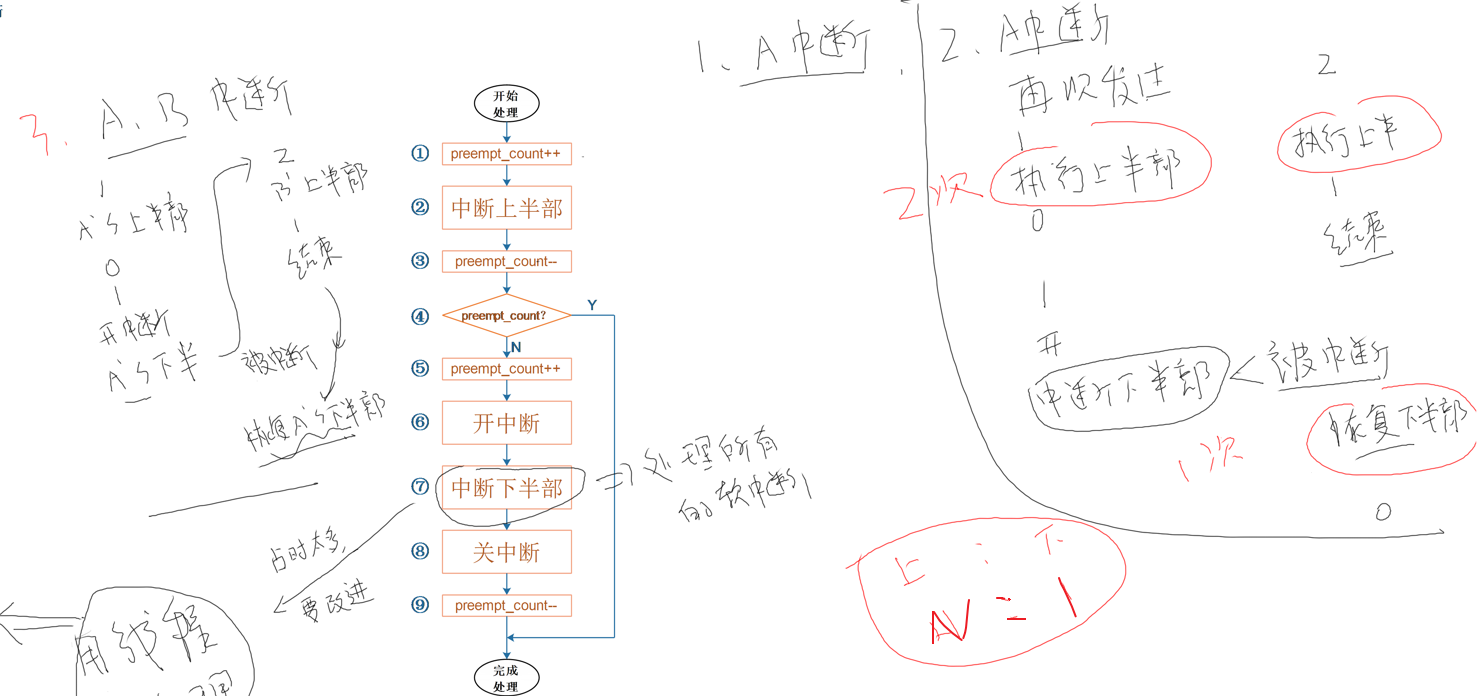 3、A、B 中断
1
A's上半部
0
1
开中断
A's下半
被中断
2
B'上半部
1
结束
恢复A's下半部
占时太多,
要改进
用线程
开始
处理
① preempt_count++
② 中断上半部
③ preempt_count--
④ preempt_count?
Y
N
⑤ preempt_count++
⑥ 开中断
⑦ 中断下半部
=> 处理所有
的软中断
⑧ 关中断
⑨ preempt_count--
完成
处理
1、A中断
2、A中断
再次发生
1
2次 执行上半部
0
1
开
中断下半部 < 被中断
2
执行上半
1
结束
恢复下半部
1次
0
上 : 下
N : 1